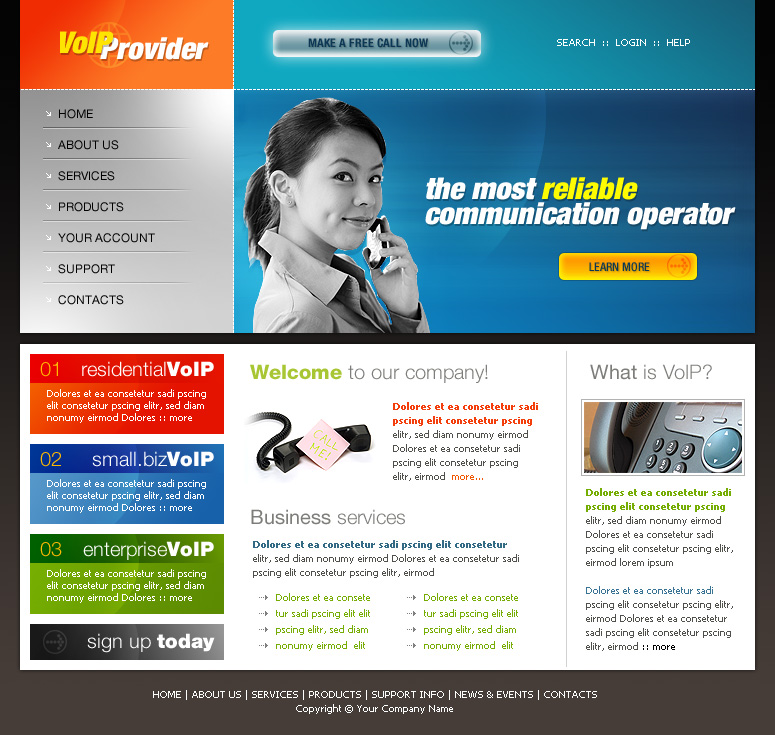 VoIPProvider
MAKE A FREE CALL NOW
SEARCH :: LOGIN :: HELP
HOME
ABOUT US
SERVICES
PRODUCTS
YOUR ACCOUNT
SUPPORT
CONTACTS
the most reliable
communication operator
LEARN MORE
01 residentialVoIP
Dolores et ea consetetur sadi pscing
elit consetetur pscing elitr, sed diam
nonumy eirmod Dolores :: more
02 small.bizVoIP
Dolores et ea consetetur sadi pscing
elit consetetur pscing elitr, sed diam
nonumy eirmod Dolores :: more
03 enterpriseVoIP
Dolores et ea consetetur sadi pscing
elit consetetur pscing elitr, sed diam
nonumy eirmod Dolores :: more
sign up today
Welcome to our company!
CALL
ME!
Dolores et ea consetetur sadi
pscing elit consetetur pscing
elitr, sed diam nonumy eirmod
Dolores et ea consetetur sadi
pscing elit consetetur pscing
elitr, eirmod more...
Business services
Dolores et ea consetetur sadi pscing elit consetetur
elitr, sed diam nonumy eirmod Dolores et ea consetetur sadi
pscing elit consetetur pscing elitr, eirmod
Dolores et ea consete
tur sadi pscing elit elit
pscing elitr, sed diam
nonumy eirmod elit
Dolores et ea consete
tur sadi pscing elit elit
pscing elitr, sed diam
nonumy eirmod elit
What is VoIP?
Dolores et ea consetetur sadi
pscing elit consetetur pscing
elitr, sed diam nonumy eirmod
Dolores et ea consetetur sadi
pscing elit consetetur pscing elitr,
eirmod lorem ipsum
Dolores et ea consetetur sadi
pscing elit consetetur pscing elitr,
eirmod Dolores et ea consetetur
sadi pscing elit consetetur pscing
elitr, eirmod :: more
HOME | ABOUT US | SERVICES | PRODUCTS | SUPPORT INFO | NEWS & EVENTS | CONTACTS
Copyright © Your Company Name